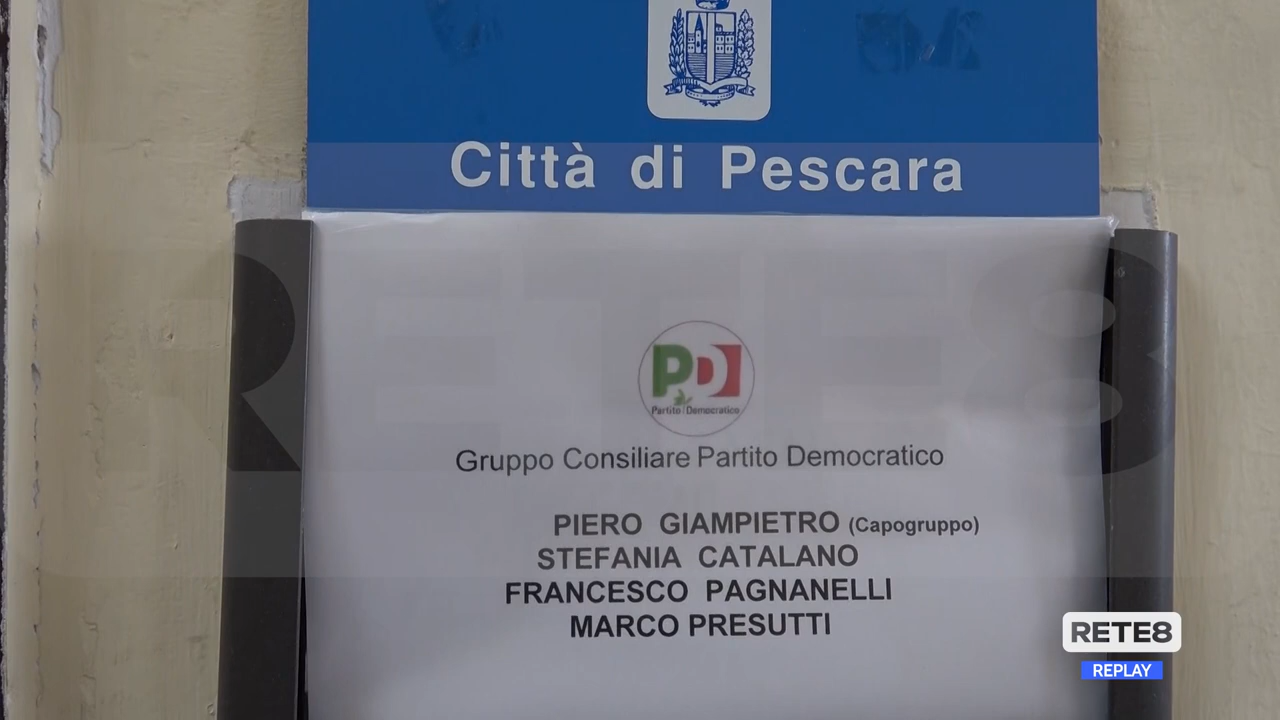 Città di Pescara
PD
Partito Democratico
Gruppo Consiliare Partito Democratico
PIERO GIAMPIETRO (Capogruppo)
STEFANIA CATALANO
FRANCESCO PAGNANELLI
MARCO PRESUTTI
RETE8
RETE8
REPLAY